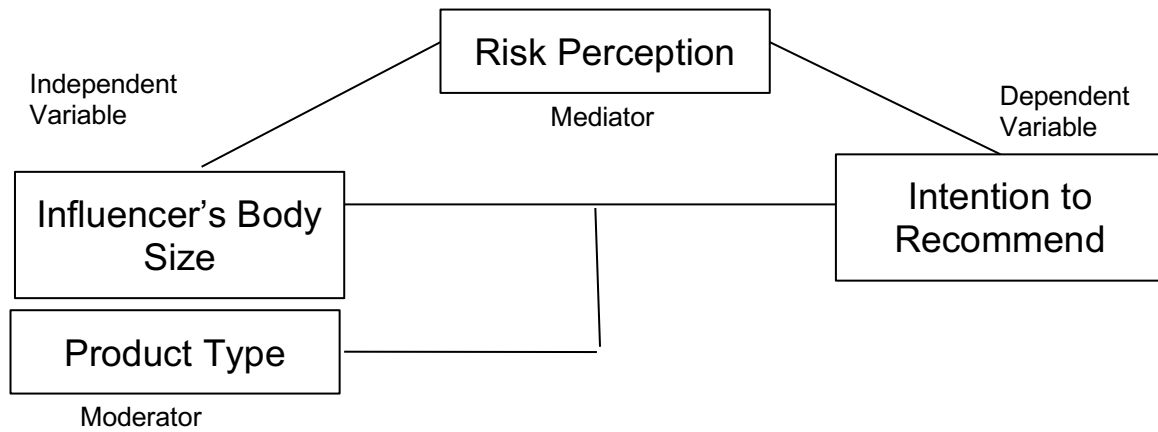 Risk Perception
Independent
Variable
Mediator
Dependent
Variable
Influencer’s Body
Size
Intention to
Recommend
Product Type
Moderator